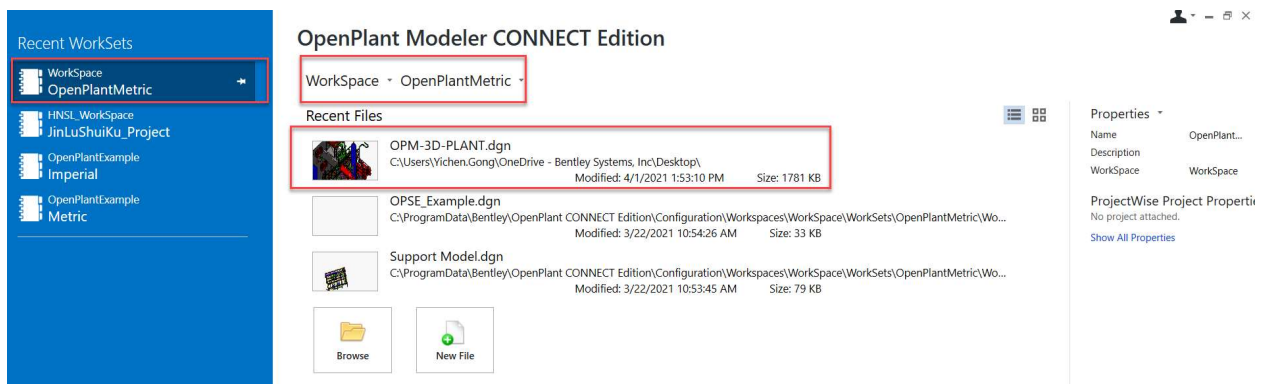 Recent WorkSets
WorkSpace
OpenPlantMetric
HNSL_WorkSpace
JinLuShuiKu_Project
OpenPlantExample
Imperial
OpenPlantExample
Metric
OpenPlant Modeler CONNECT Edition
WorkSpace OpenPlantMetric
Recent Files
OPM-3D-PLANT.dgn
C:\Users\Yichen.Gong\OneDrive - Bentley Systems, Inc\Desktop\
Modified: 4/1/2021 1:53:10 PM Size: 1781 KB
OPSE_Example.dgn
C:\ProgramData\Bentley\OpenPlant CONNECT Edition\Configuration\Workspaces\WorkSpace\WorkSets\OpenPlantMetric\Wo...
Modified: 3/22/2021 10:54:26 AM Size: 33 KB
Support Model.dgn
C:\ProgramData\Bentley\OpenPlant CONNECT Edition\Configuration\Workspaces\WorkSpace\WorkSets\OpenPlantMetric\Wo...
Modified: 3/22/2021 10:53:45 AM Size: 79 KB
Browse
New File
Properties
Name OpenPlant...
Description
WorkSpace WorkSpace
ProjectWise Project Propertie
No project attached.
Show All Properties